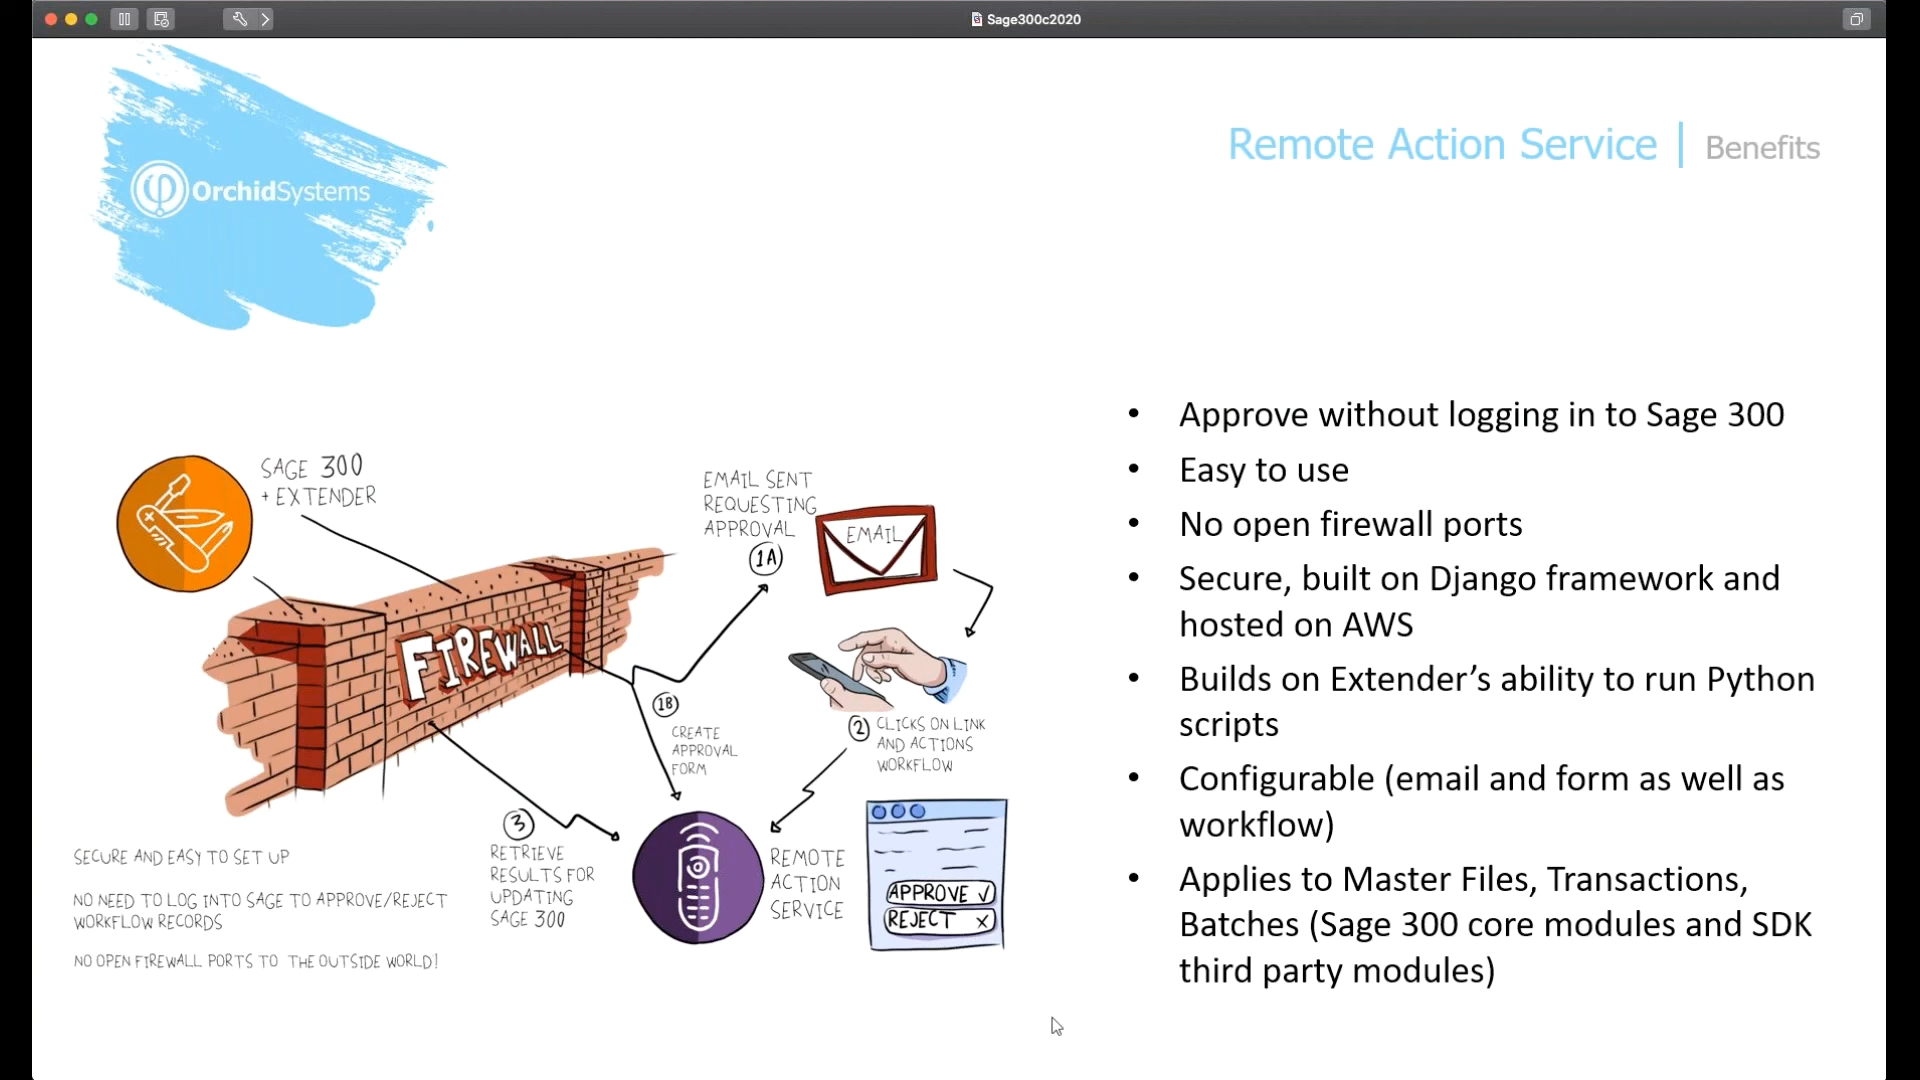 Sage300c2020
OrchidSystems
Remote Action Service | Benefits
SAGE 300
+ EXTENDER
FIREWALL
EMAIL SENT
REQUESTING
APPROVAL
1A
EMAIL
1B
CREATE
APPROVAL
FORM
2 CLICKS ON LINK
AND ACTIONS
WORKFLOW
3
RETRIEVE
RESULTS FOR
UPDATING
SAGE 300
REMOTE
ACTION
SERVICE
APPROVE ✓
REJECT X
SECURE AND EASY TO SET UP
NO NEED TO LOG INTO SAGE TO APPROVE/REJECT
WORKFLOW RECORDS
NO OPEN FIREWALL PORTS TO THE OUTSIDE WORLD!
• Approve without logging in to Sage 300
• Easy to use
• No open firewall ports
• Secure, built on Django framework and
hosted on AWS
• Builds on Extender’s ability to run Python
scripts
• Configurable (email and form as well as
workflow)
• Applies to Master Files, Transactions,
Batches (Sage 300 core modules and SDK
third party modules)